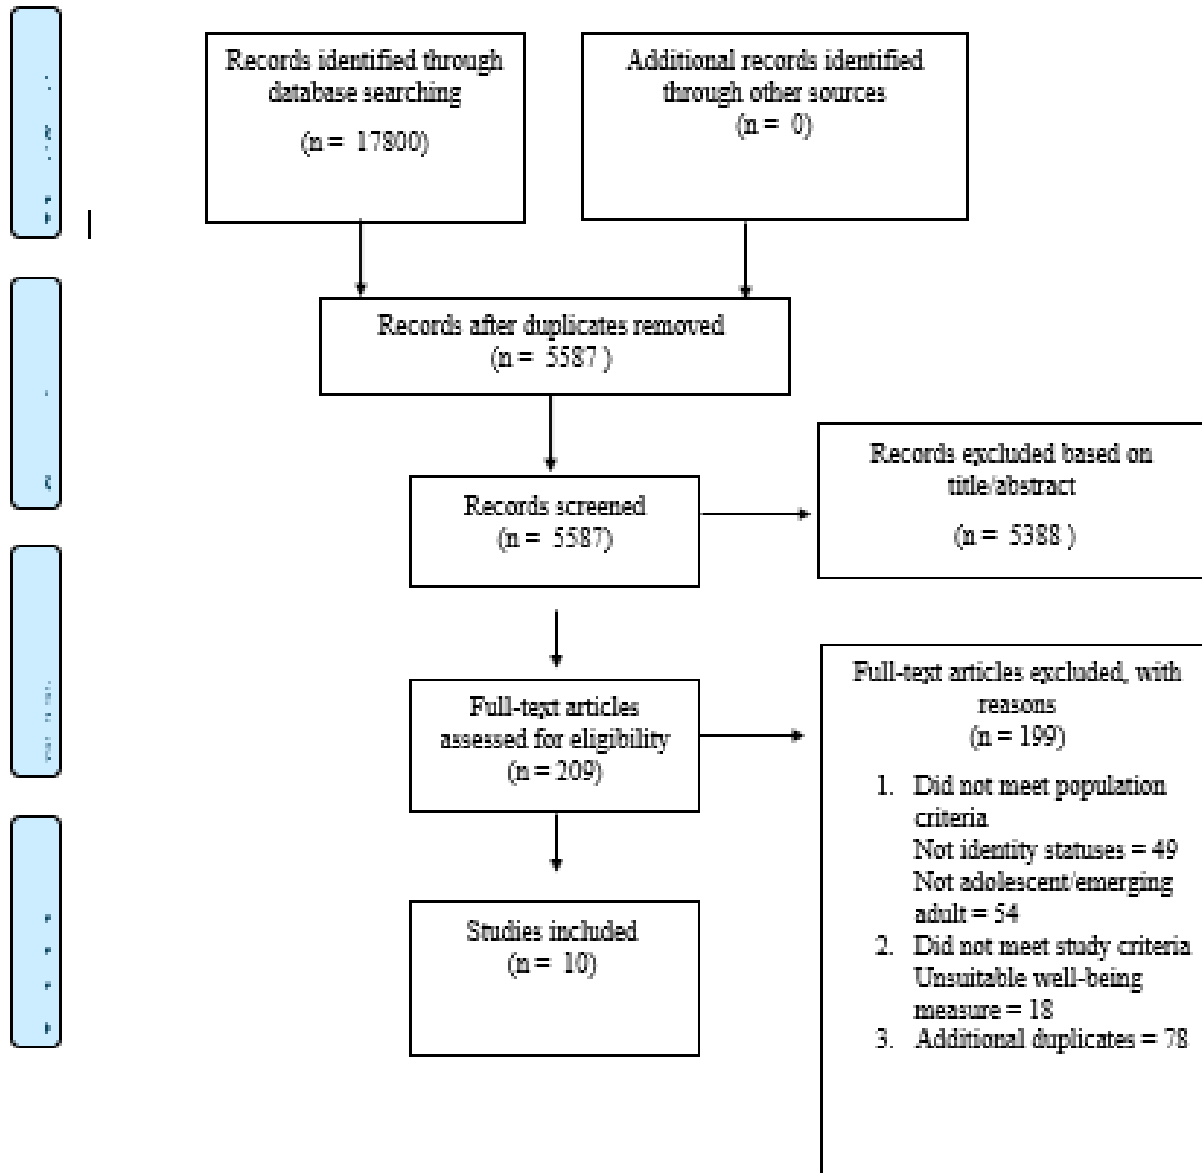 Records identified through
database searching
(n = 17800)
Additional records identified
through other sources
(n = 0)
Records after duplicates removed
(n = 5587 )
Records screened
(n = 5587)
Records excluded based on
title/abstract
(n = 5388 )
Full-text articles
assessed for eligibility
(n = 209)
Full-text articles excluded, with
reasons
(n = 199)
1. Did not meet population
criteria
Not identity statuses = 49
Not adolescent/emerging
adult = 54
2. Did not meet study criteria
Unsuitable well-being
measure = 18
3. Additional duplicates = 78
Studies included
(n = 10)